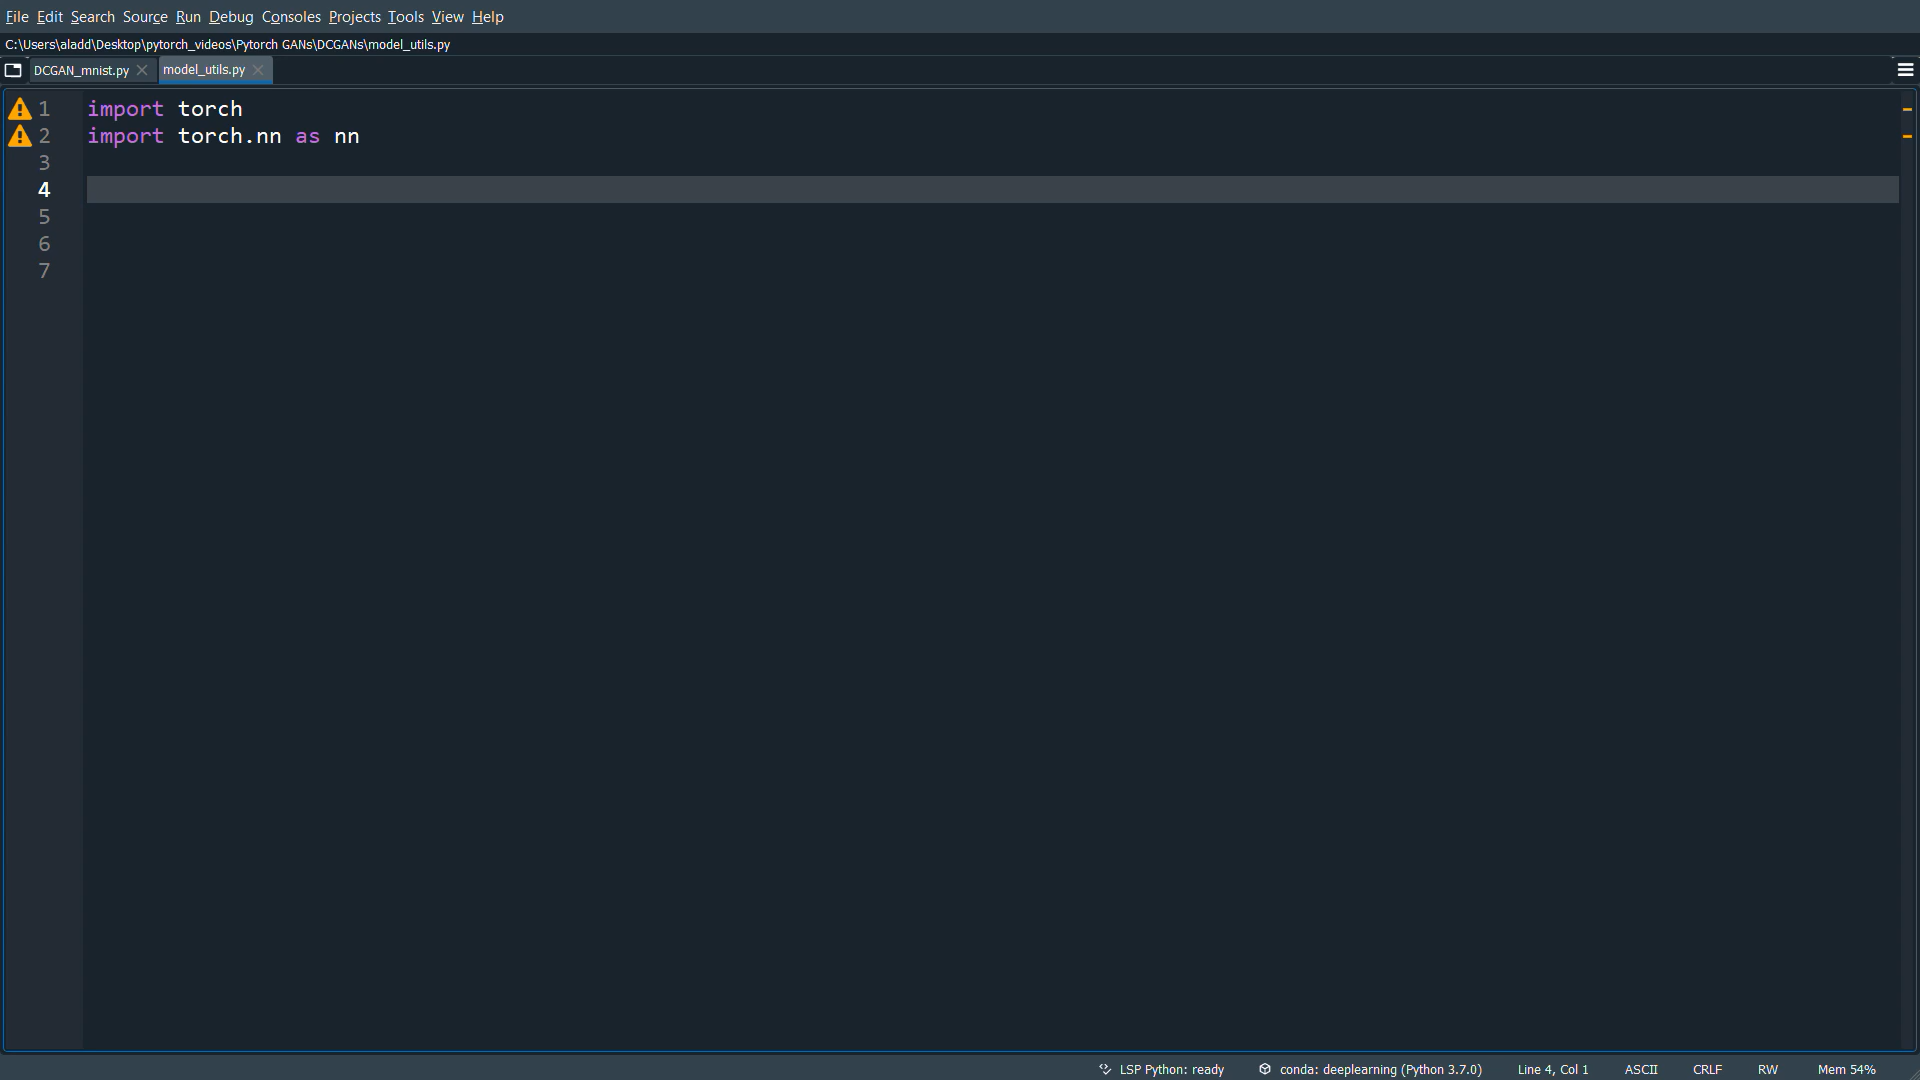 File Edit Search Source Run Debug Consoles Projects Tools View Help
C:\Users\aladd\Desktop\pytorch_videos\Pytorch GANs\DCGANs\model_utils.py
DCGAN_mnist.py model_utils.py
1 import torch
2 import torch.nn as nn
3
4
5
6
7
LSP Python: ready conda: deeplearning (Python 3.7.0) Line 4, Col 1 ASCII CRLF RW Mem 54%